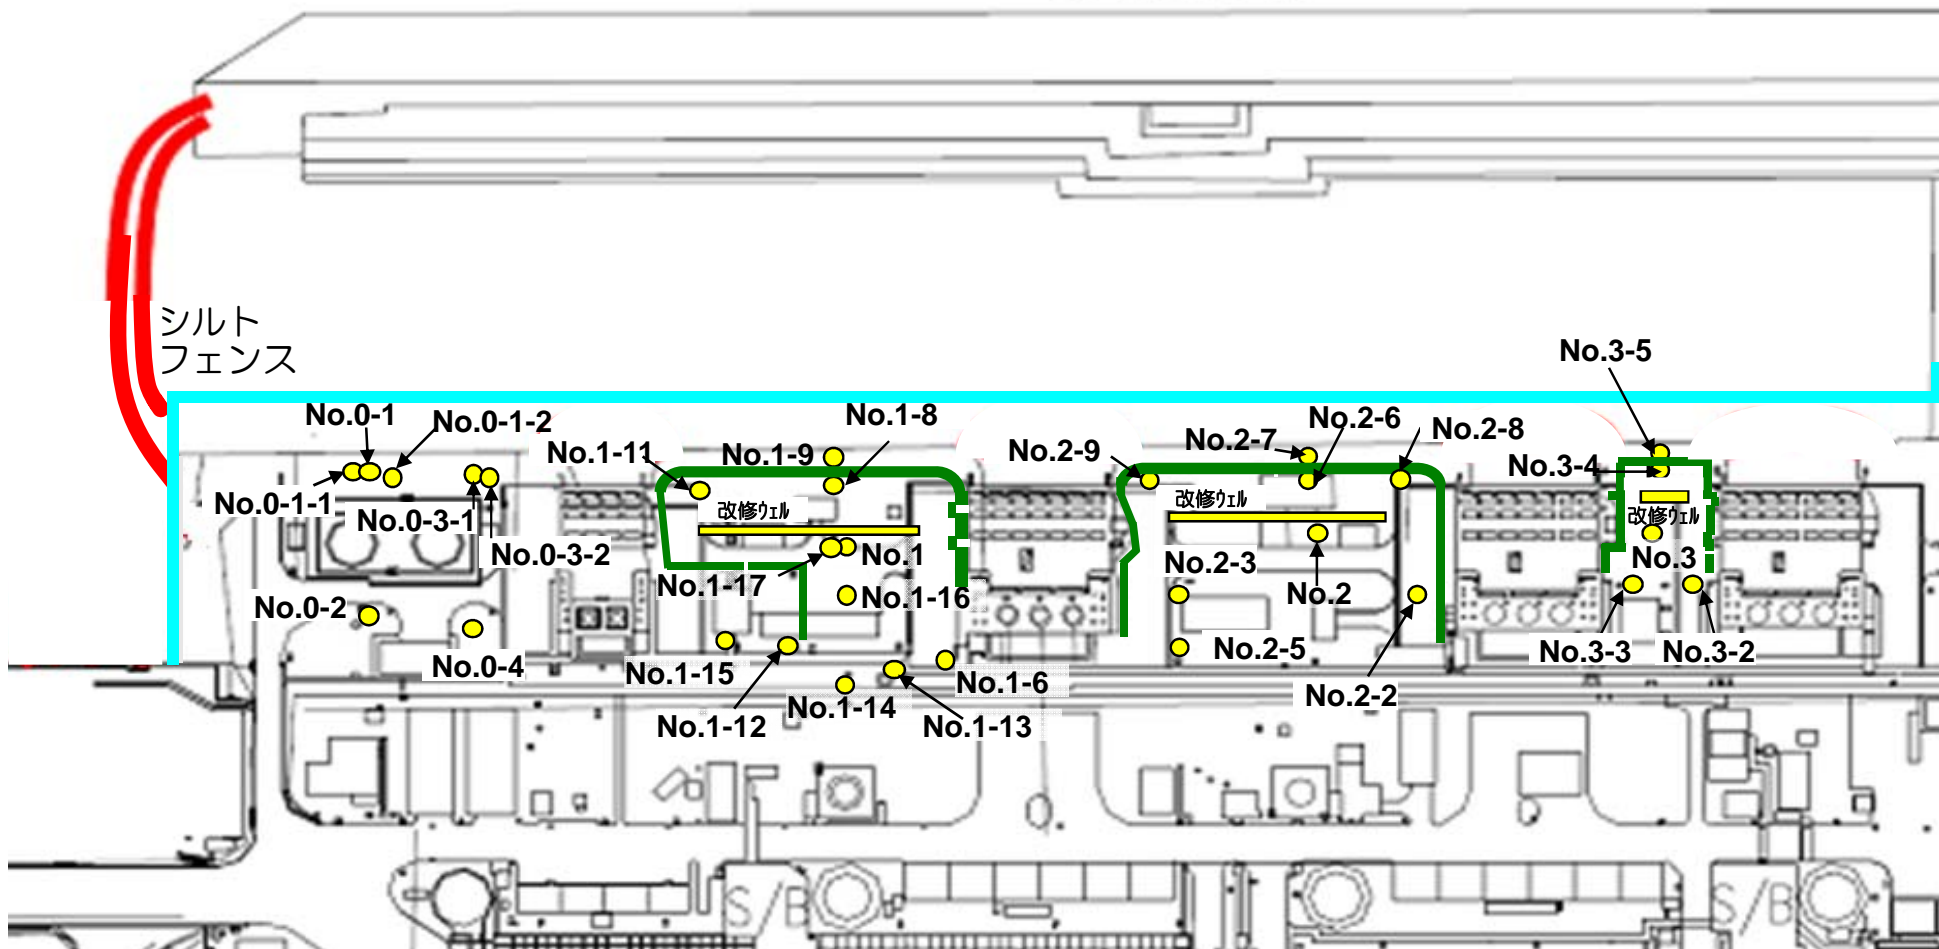 シルト
フェンス
No.3-5
No.0-1
No.0-1-2
No.1-8
No.2-6
No.2-8
No.1-11
No.1-9
No.2-9
No.2-7
No.3-4
No.0-1-1
No.0-3-1
改修ｳｪﾙ
改修ｳｪﾙ
改修ｳｪﾙ
No.0-3-2
No.1
No.2-3
No.3
No.1-17
No.1-16
No.2
No.0-2
No.0-4
No.1-15
No.1-6
No.2-5
No.3-3
No.3-2
No.2-2
No.1-14
No.1-12
No.1-13
S/B
S/B